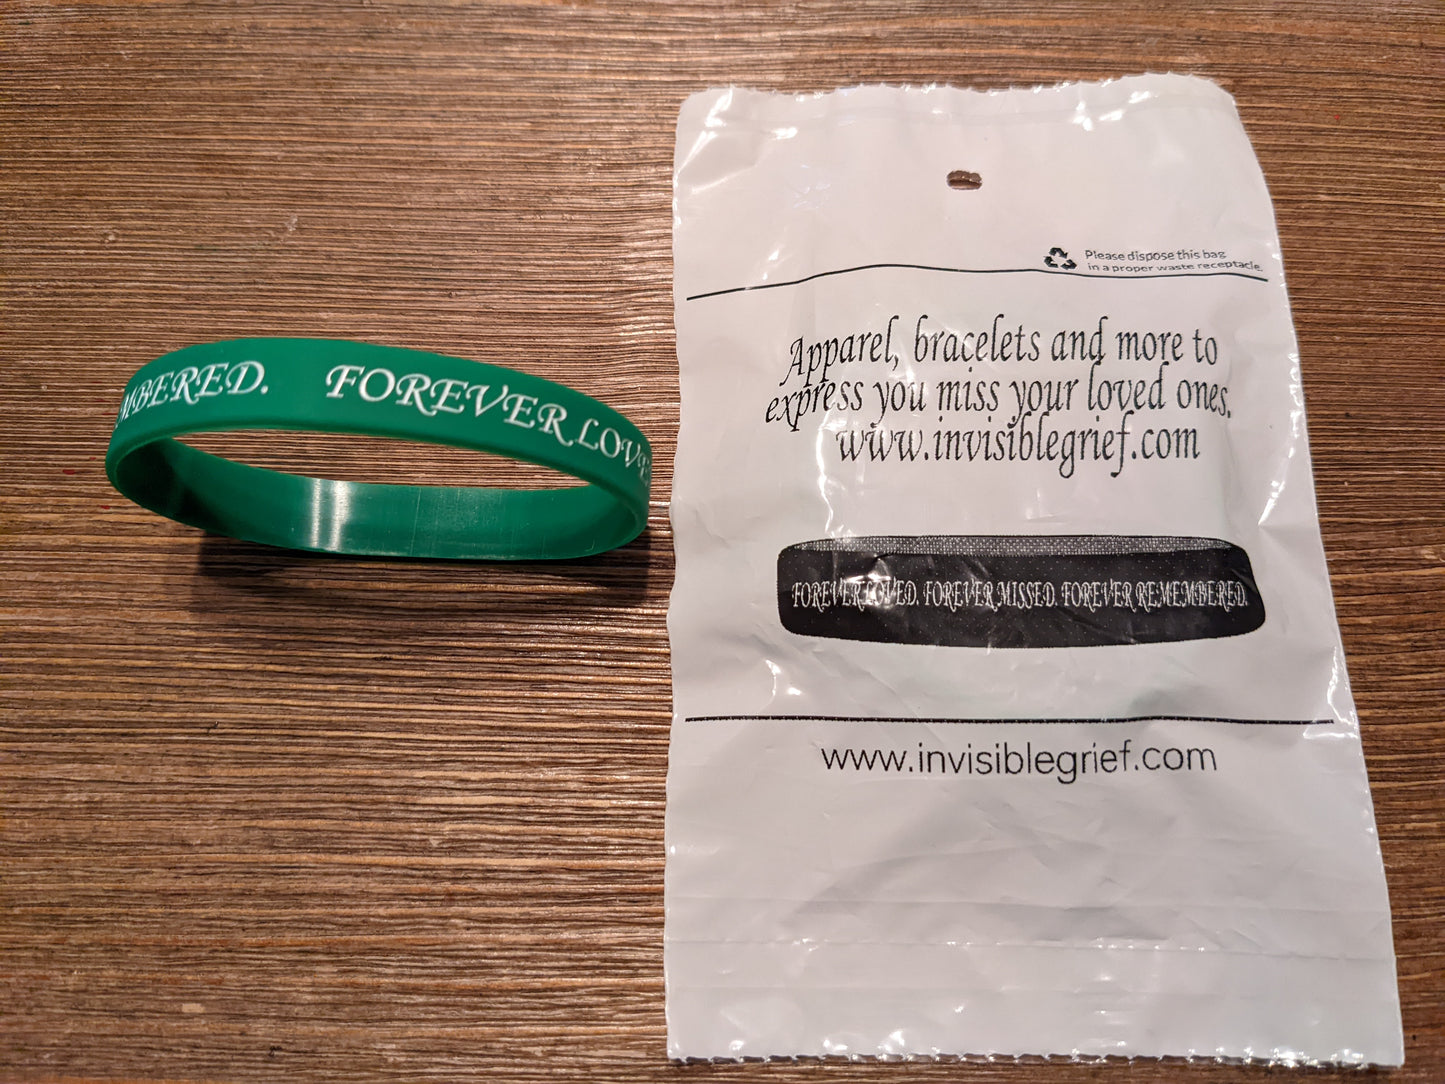 MBERED. FOREVER LOVE
Please dispose this bag
in a proper waste receptacle.
Apparel, bracelets and more to
express you miss your loved ones.
www.invisiblegrief.com
FOREVER LOVED. FOREVER MISSED. FOREVER REMEMBERED.
www.invisiblegrief.com